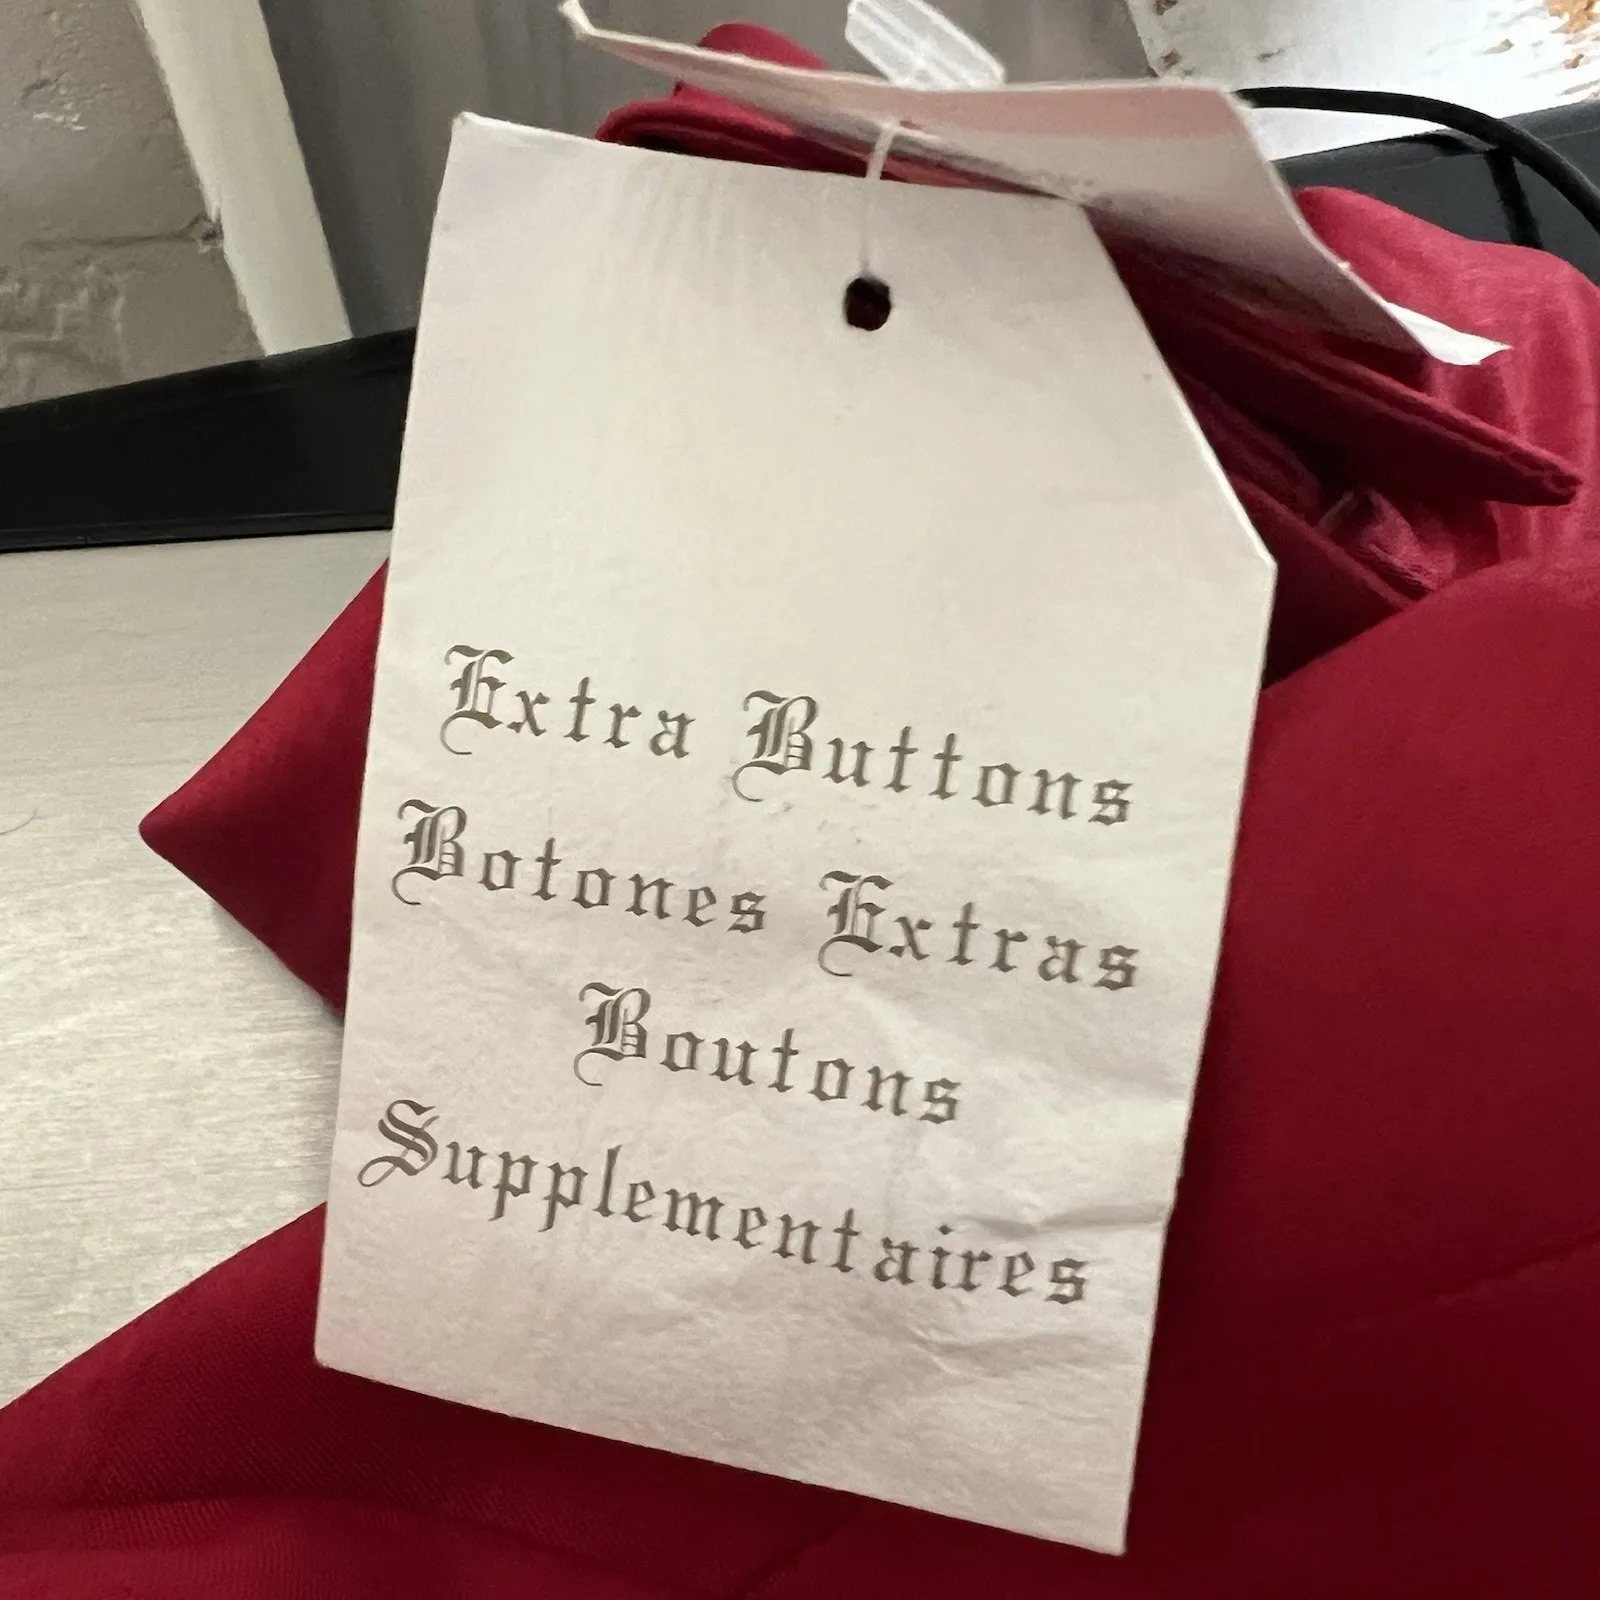 Extra Buttons
Botones Extras
Boutons
Supplementaires